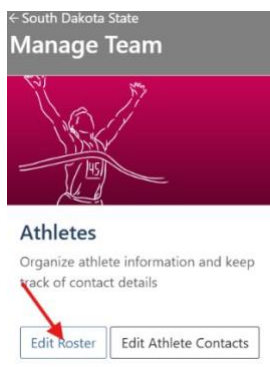 ← South Dakota State
Manage Team
45
Athletes
Organize athlete information and keep
track of contact details
Edit Roster Edit Athlete Contacts